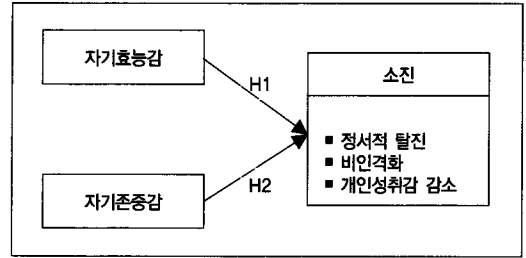 자기효능감
H1
소진
■ 정서적 탈진
■ 비인격화
■ 개인성취감 감소
H2
자기존중감